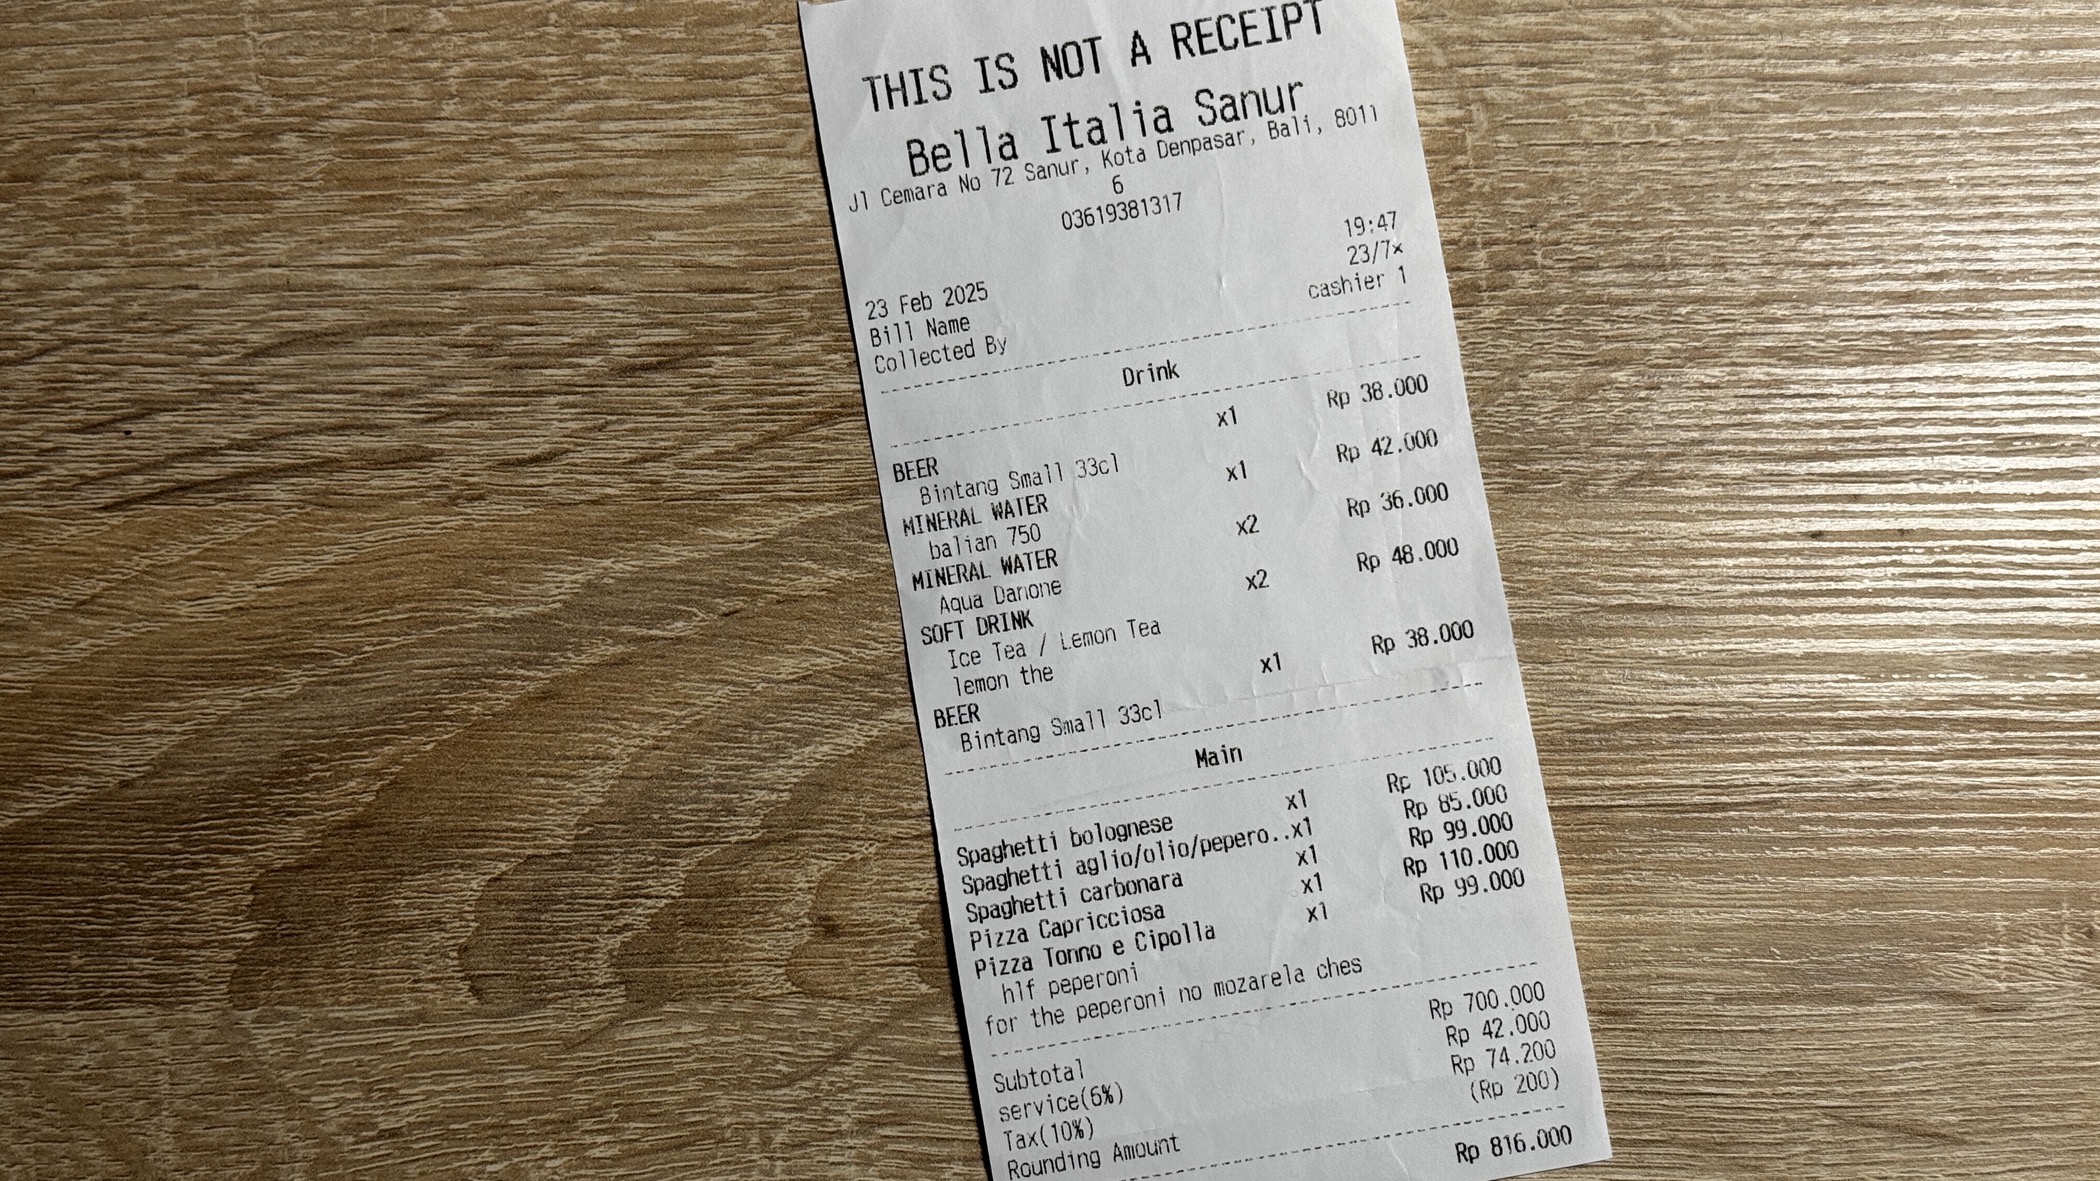 THIS IS NOT A RECEIPT
Bella Italia Sanur
Jl Cemara No 72 Sanur, Kota Denpasar, Bali, 8011
6
03619381317
23 Feb 2025 19:47
Bill Name 23/7x
Collected By cashier 1
Drink
BEER x1 Rp 38.000
Bintang Small 33cl
MINERAL WATER x1 Rp 42.000
balian 750
MINERAL WATER x2 Rp 36.000
Aqua Danone
SOFT DRINK x2 Rp 48.000
Ice Tea / Lemon Tea
lemon the
BEER x1 Rp 38.000
Bintang Small 33cl
Main
Spaghetti bolognese x1 Rp 105.000
Spaghetti aglio/olio/pepero..x1 Rp 85.000
Spaghetti carbonara x1 Rp 99.000
Pizza Capricciosa x1 Rp 110.000
Pizza Tonno e Cipolla x1 Rp 99.000
hlf peperoni
for the peperoni no mozarela ches
Subtotal Rp 700.000
service(6%) Rp 42.000
Tax(10%) Rp 74.200
Rounding Amount (Rp 200)
Rp 816.000